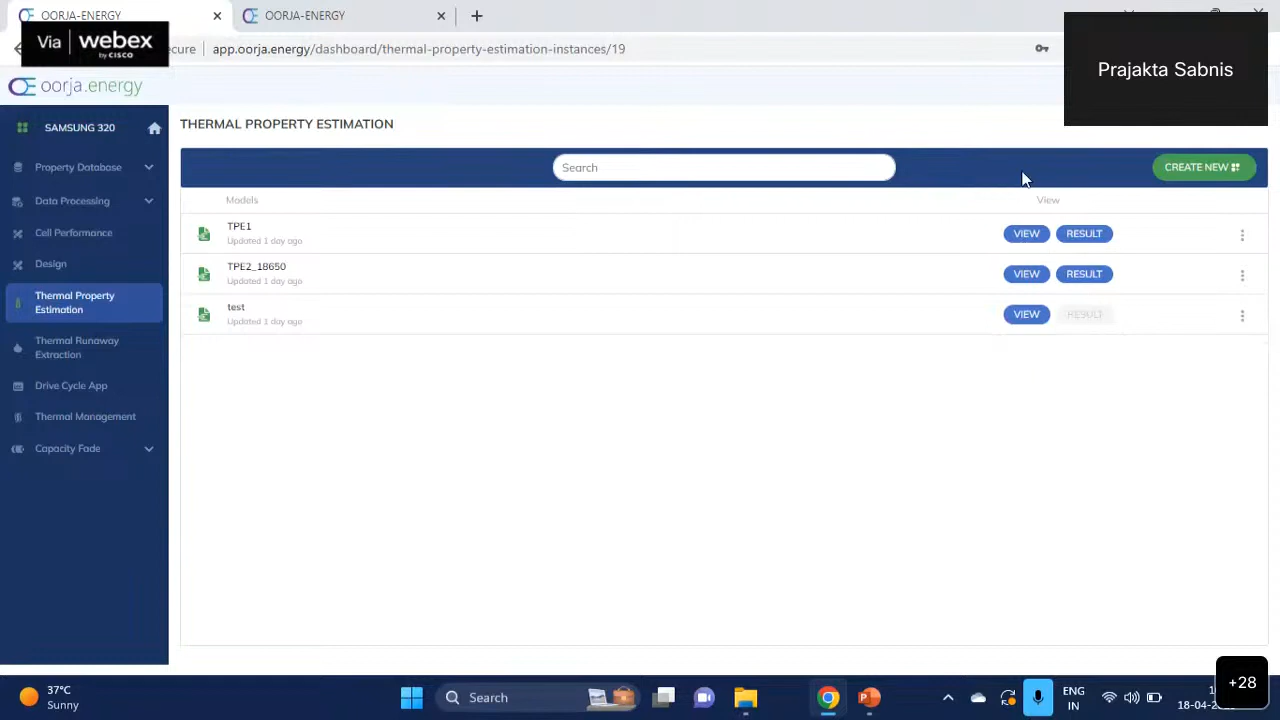 OORJA-ENERGY
OORJA-ENERGY
Via webex
by CISCO
app.oorja.energy/dashboard/thermal-property-estimation-instances/19
Prajakta Sabnis
oorja.energy
SAMSUNG 320
Property Database
Data Processing
Cell Performance
Design
Thermal Property
Estimation
Thermal Runaway
Extraction
Drive Cycle App
Thermal Management
Capacity Fade
THERMAL PROPERTY ESTIMATION
Search
CREATE NEW
Models
View
TPE1
Updated 1 day ago
VIEW
RESULT
TPE2_18650
Updated 1 day ago
VIEW
RESULT
test
Updated 1 day ago
VIEW
RESULT
37°C
Sunny
Search
ENG
IN
+28